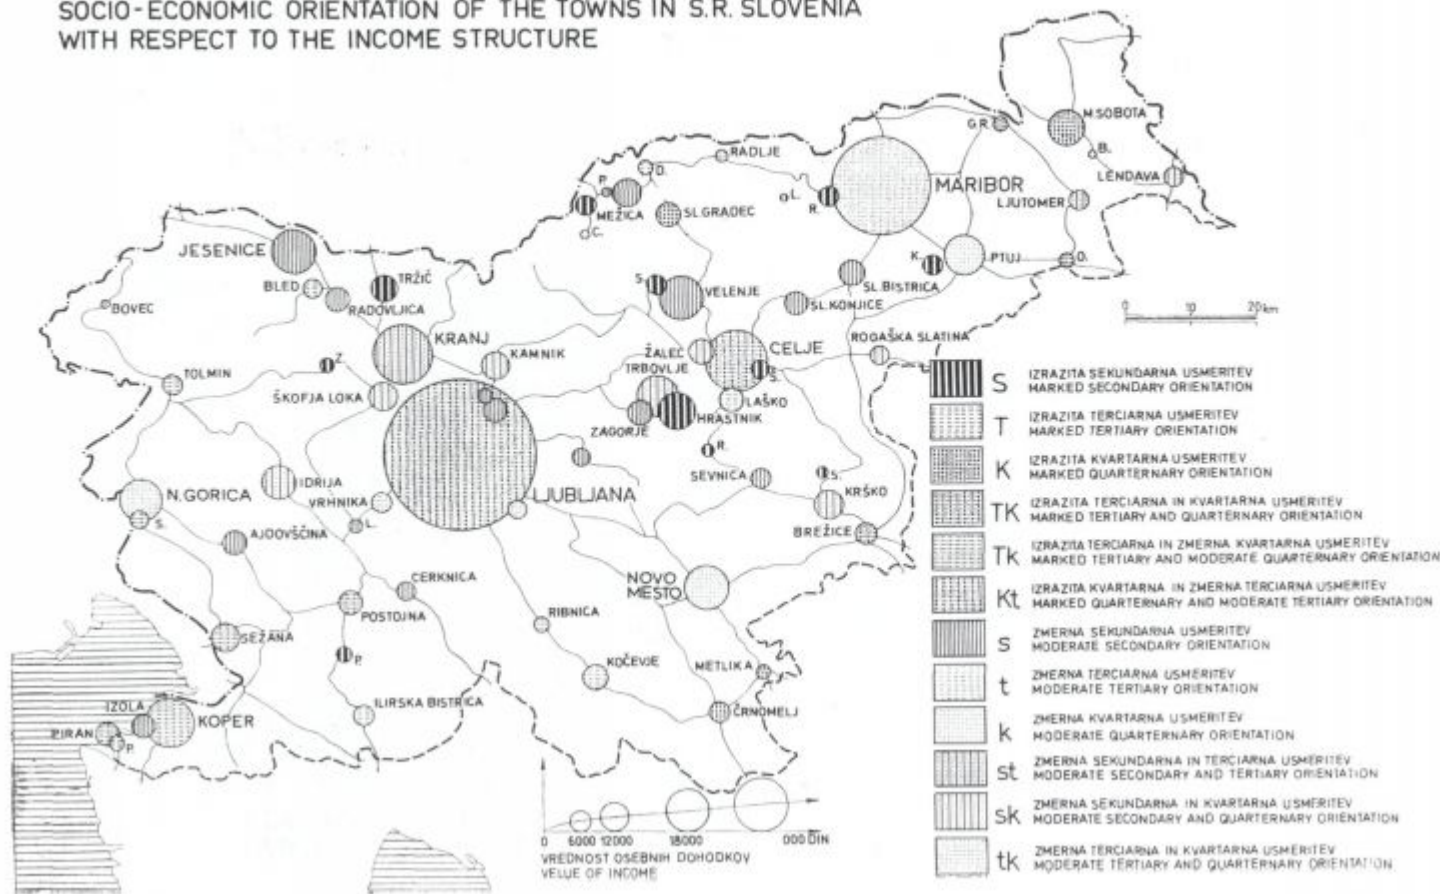 SOCIO-ECONOMIC ORIENTATION OF THE TOWNS IN S.R. SLOVENIA
WITH RESPECT TO THE INCOME STRUCTURE
M.SOBOTA
G.R.
B.
RADLJE
D.
P.
LENDAVA
MARIBOR
L.
R.
LJUTOMER
MEŽICA
SL.GRADEC
C.
JESENICE
K.
PTUJ
O.
TRŽIČ
S.
BLED
VELENJE
SL.BISTRICA
RADOVLJICA
SL.KONJICE
BOVEC
0 10 20km
KRANJ
ROGAŠKA SLATINA
KAMNIK
ŽALEC
CELJE
Z.
TRBOVLJE
S.
TOLMIN
ŠKOFJA LOKA
LAŠKO
HRASTNIK
ZAGORJE
R.
SEVNICA
S.
IDRIJA
N.GORICA
VRHNIKA
LJUBLJANA
KRŠKO
S.
L.
BREŽICE
AJDOVŠČINA
NOVO
MESTO
CERKNICA
POSTOJNA
RIBNICA
SEŽANA
P.
KOČEVJE
METLIKA
IZOLA
ILIRSKA BISTRICA
KOPER
ČRNOMELJ
PIRAN
P.
S IZRAZITA SEKUNDARNA USMERITEV
MARKED SECONDARY ORIENTATION
T IZRAZITA TERCIARNA USMERITEV
MARKED TERTIARY ORIENTATION
K IZRAZITA KVARTARNA USMERITEV
MARKED QUARTERNARY ORIENTATION
TK IZRAZITA TERCIARNA IN KVARTARNA USMERITEV
MARKED TERTIARY AND QUARTERNARY ORIENTATION
Tk IZRAZITA TERCIARNA IN ZMERNA KVARTARNA USMERITEV
MARKED TERTIARY AND MODERATE QUARTERNARY ORIENTATION
Kt IZRAZITA KVARTARNA IN ZMERNA TERCIARNA USMERITEV
MARKED QUARTERNARY AND MODERATE TERTIARY ORIENTATION
s ZMERNA SEKUNDARNA USMERITEV
MODERATE SECONDARY ORIENTATION
t ZMERNA TERCIARNA USMERITEV
MODERATE TERTIARY ORIENTATION
k ZMERNA KVARTARNA USMERITEV
MODERATE QUARTERNARY ORIENTATION
st ZMERNA SEKUNDARNA IN TERCIARNA USMERITEV
MODERATE SECONDARY AND TERTIARY ORIENTATION
sk ZMERNA SEKUNDARNA IN KVARTARNA USMERITEV
MODERATE SECONDARY AND QUARTERNARY ORIENTATION
tk ZMERNA TERCIARNA IN KVARTARNA USMERITEV
MODERATE TERTIARY AND QUARTERNARY ORIENTATION
0 6000 12000 18000 000 DIN
VREDNOST OSEBNIH DOHODKOV
VELUE OF INCOME